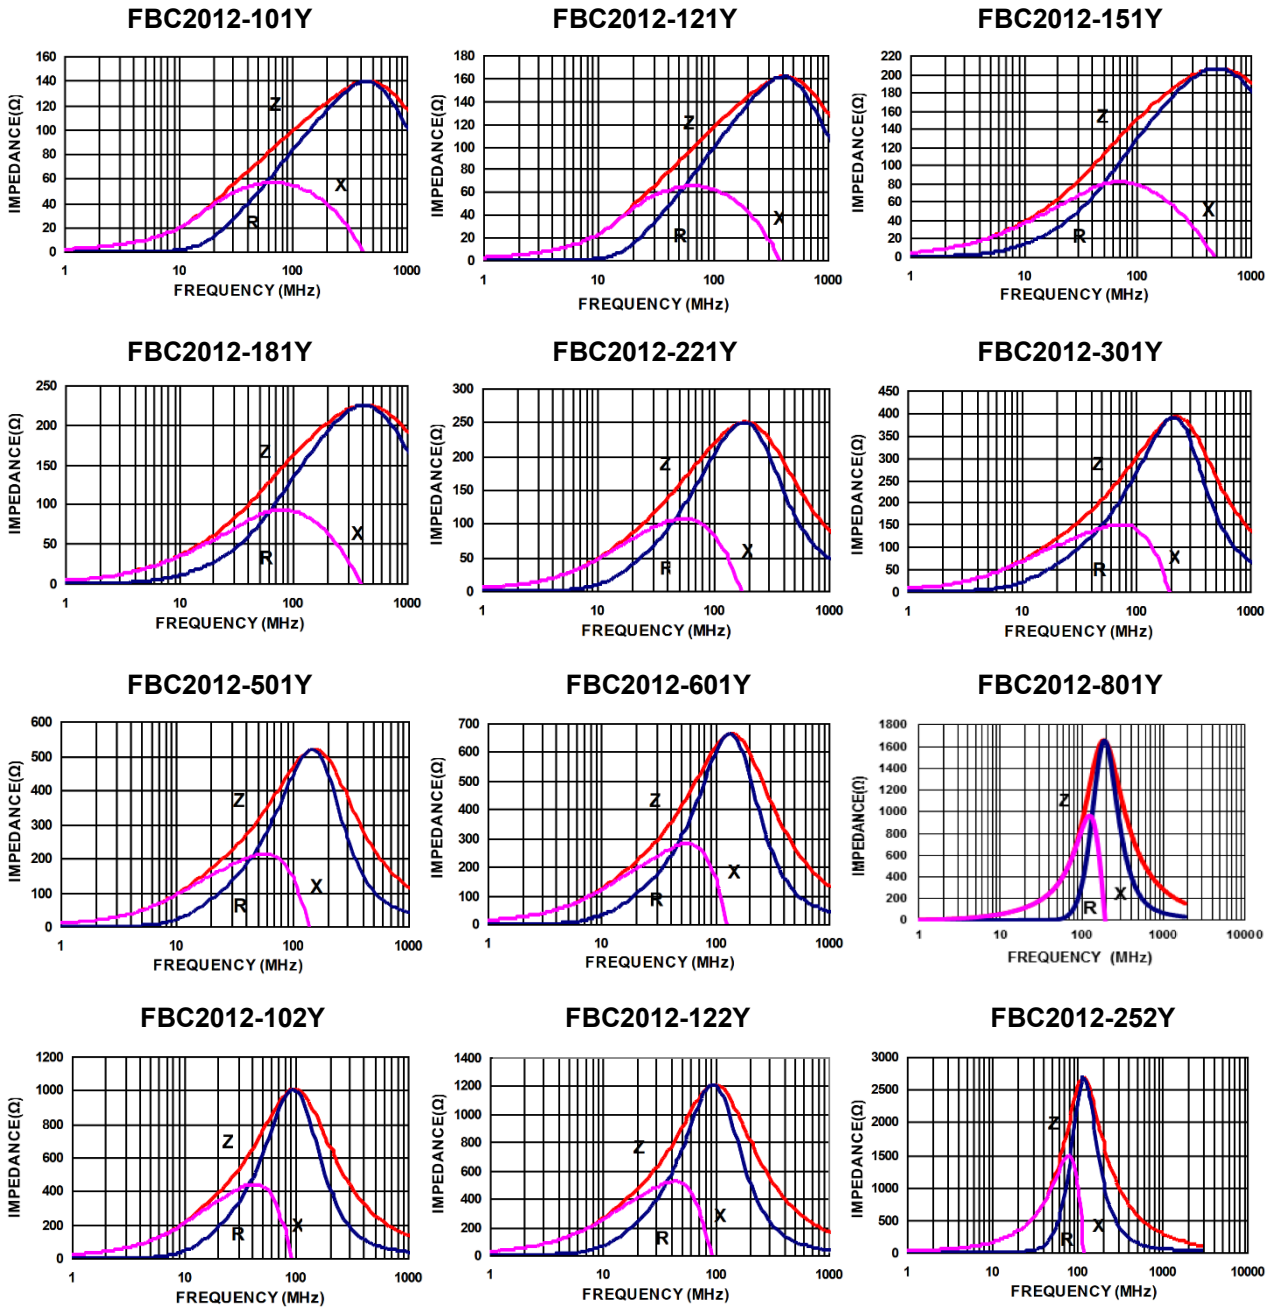 FBC2012-101Y
FBC2012-121Y
FBC2012-151Y
IMPEDANCE(Ω)
160
140
120
100
80
60
40
20
0
Z
X
R
1
10
100
1000
FREQUENCY (MHz)
IMPEDANCE(Ω)
180
160
140
120
100
80
60
40
20
0
Z
X
R
1
10
100
1000
FREQUENCY (MHz)
IMPEDANCE(Ω)
220
200
180
160
140
120
100
80
60
40
20
0
Z
X
R
1
10
100
1000
FREQUENCY (MHz)
FBC2012-181Y
FBC2012-221Y
FBC2012-301Y
IMPEDANCE(Ω)
250
200
150
100
50
0
Z
X
R
1
10
100
1000
FREQUENCY (MHz)
IMPEDANCE(Ω)
300
250
200
150
100
50
0
Z
X
R
1
10
100
1000
FREQUENCY (MHz)
IMPEDANCE(Ω)
450
400
350
300
250
200
150
100
50
0
Z
X
R
1
10
100
1000
FREQUENCY (MHz)
FBC2012-501Y
FBC2012-601Y
FBC2012-801Y
IMPEDANCE(Ω)
600
500
400
300
200
100
0
Z
X
R
1
10
100
1000
FREQUENCY (MHz)
IMPEDANCE(Ω)
700
600
500
400
300
200
100
0
Z
X
R
1
10
100
1000
FREQUENCY (MHz)
IMPEDANCE(Ω)
1800
1600
1400
1200
1000
800
600
400
200
0
Z
X
R
1
10
100
1000
10000
FREQUENCY (MHz)
FBC2012-102Y
FBC2012-122Y
FBC2012-252Y
IMPEDANCE(Ω)
1200
1000
800
600
400
200
0
Z
X
R
1
10
100
1000
FREQUENCY (MHz)
IMPEDANCE(Ω)
1400
1200
1000
800
600
400
200
0
Z
X
R
1
10
100
1000
FREQUENCY (MHz)
IMPEDANCE(Ω)
3000
2500
2000
1500
1000
500
0
Z
X
R
1
10
100
1000
10000
FREQUENCY (MHz)